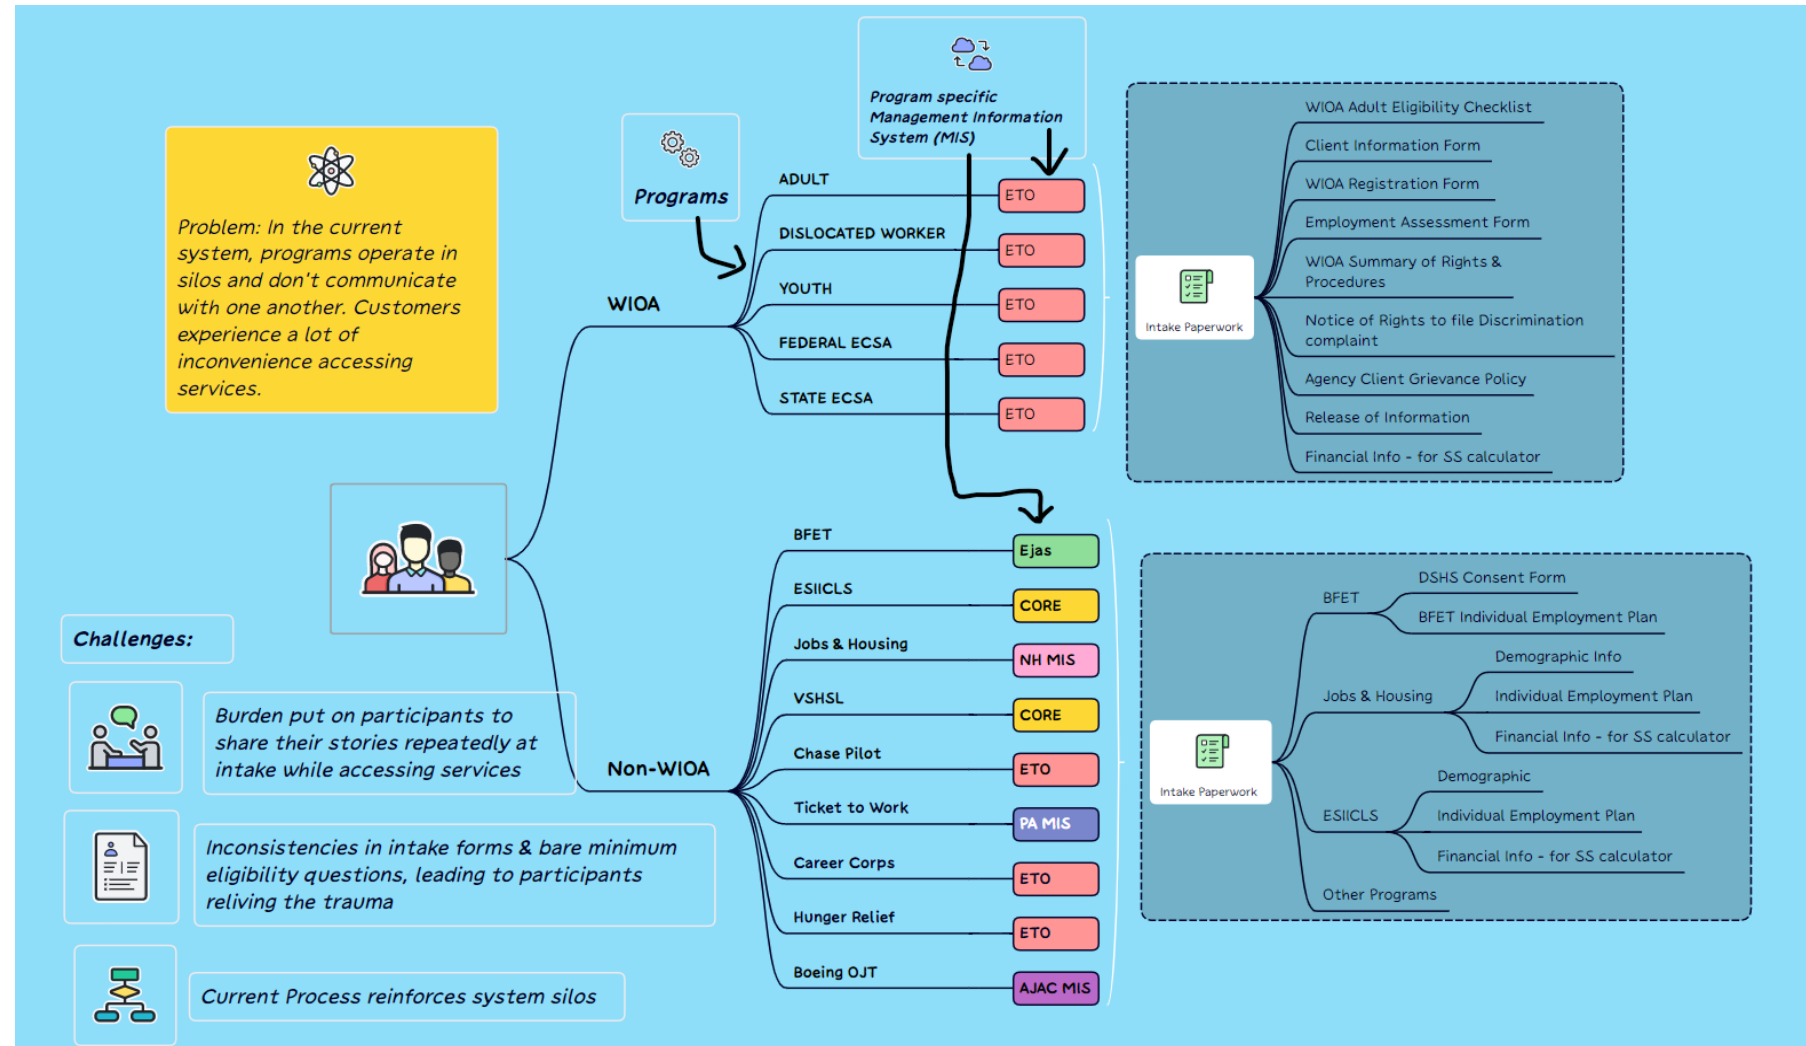 Program specific
Management Information
System (MIS)
Programs
Problem: In the current
system, programs operate in
silos and don't communicate
with one another. Customers
experience a lot of
inconvenience accessing
services.
WIOA
ADULT
ETO
DISLOCATED WORKER
ETO
YOUTH
ETO
FEDERAL ECSA
ETO
STATE ECSA
ETO
Intake Paperwork
WIOA Adult Eligibility Checklist
Client Information Form
WIOA Registration Form
Employment Assessment Form
WIOA Summary of Rights &
Procedures
Notice of Rights to file Discrimination
complaint
Agency Client Grievance Policy
Release of Information
Financial Info - for SS calculator
Non-WIOA
BFET
Ejas
ESIICLS
CORE
Jobs & Housing
NH MIS
VSHSL
CORE
Chase Pilot
ETO
Ticket to Work
PA MIS
Career Corps
ETO
Hunger Relief
ETO
Boeing OJT
AJAC MIS
Intake Paperwork
BFET
DSHS Consent Form
BFET Individual Employment Plan
Jobs & Housing
Demographic Info
Individual Employment Plan
Financial Info - for SS calculator
ESIICLS
Demographic
Individual Employment Plan
Financial Info - for SS calculator
Other Programs
Challenges:
Burden put on participants to
share their stories repeatedly at
intake while accessing services
Inconsistencies in intake forms & bare minimum
eligibility questions, leading to participants
reliving the trauma
Current Process reinforces system silos